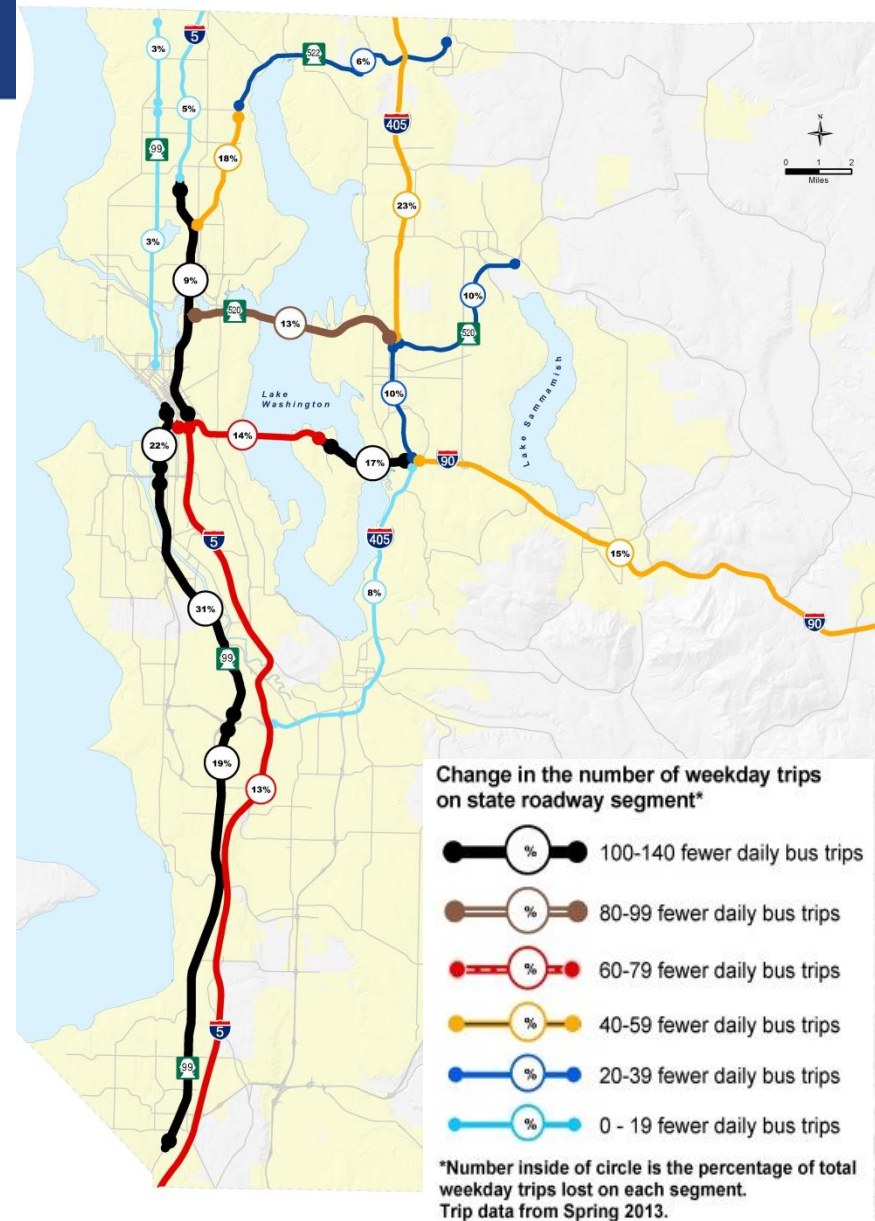 3%
5
5%
99
18%
3%
9%
522
6%
405
23%
N
0 1 2
Miles
10%
520
13%
520
10%
Lake
Washington
Lake Sammamish
22%
14%
17%
90
5
405
15%
8%
90
31%
99
19%
13%
5
99
Change in the number of weekday trips
on state roadway segment*
% 100-140 fewer daily bus trips
% 80-99 fewer daily bus trips
% 60-79 fewer daily bus trips
% 40-59 fewer daily bus trips
% 20-39 fewer daily bus trips
% 0 - 19 fewer daily bus trips
*Number inside of circle is the percentage of total
weekday trips lost on each segment.
Trip data from Spring 2013.